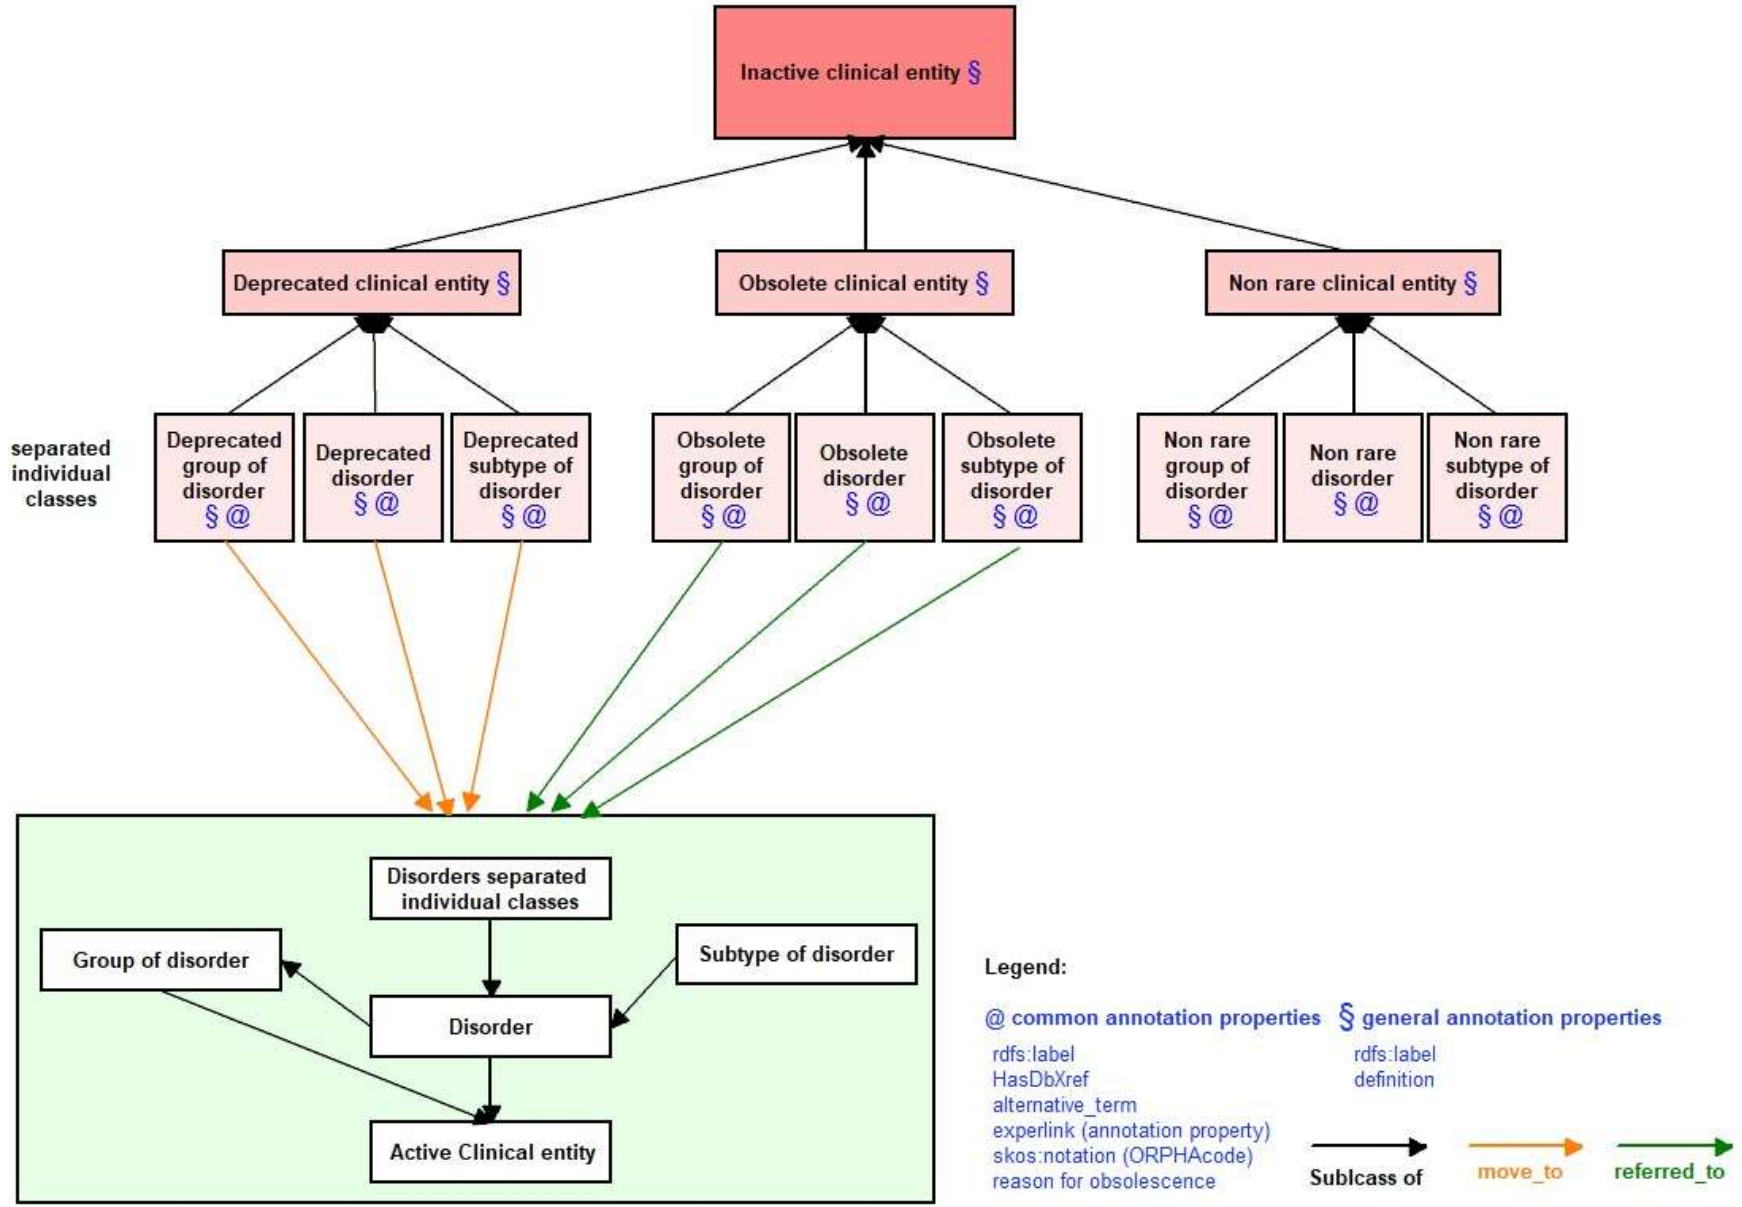 Inactive clinical entity §
Deprecated clinical entity §
Obsolete clinical entity §
Non rare clinical entity §
separated
individual
classes
Deprecated
group of
disorder
§ @
Deprecated
disorder
§ @
Deprecated
subtype of
disorder
§ @
Obsolete
group of
disorder
§ @
Obsolete
disorder
§ @
Obsolete
subtype of
disorder
§ @
Non rare
group of
disorder
§ @
Non rare
disorder
§ @
Non rare
subtype of
disorder
§ @
Disorders separated
individual classes
Group of disorder
Subtype of disorder
Disorder
Active Clinical entity
Legend:
@ common annotation properties
rdfs:label
HasDbXref
alternative_term
experlink (annotation property)
skos:notation (ORPHAcode)
reason for obsolescence
§ general annotation properties
rdfs:label
definition
Sublcass of
move_to
referred_to